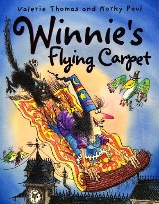 Valerie Thomas and Korky Paul
Winnie's
Flying Carpet